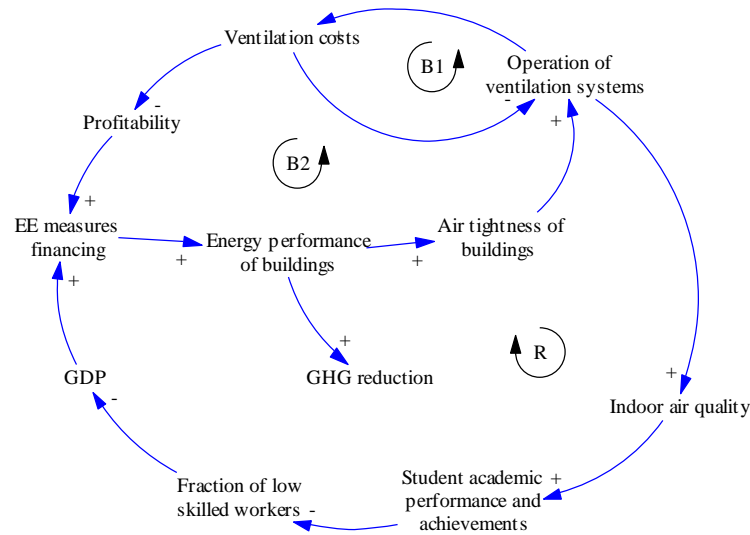 Ventilation costs
+
B1
Operation of
ventilation systems
-
+
-
Profitability
B2
+
EE measures
financing
+
Energy performance
of buildings
+
Air tightness of
buildings
+
+
GHG reduction
R
GDP
-
+
Indoor air quality
Fraction of low
skilled workers
-
Student academic
performance and
achievements
+